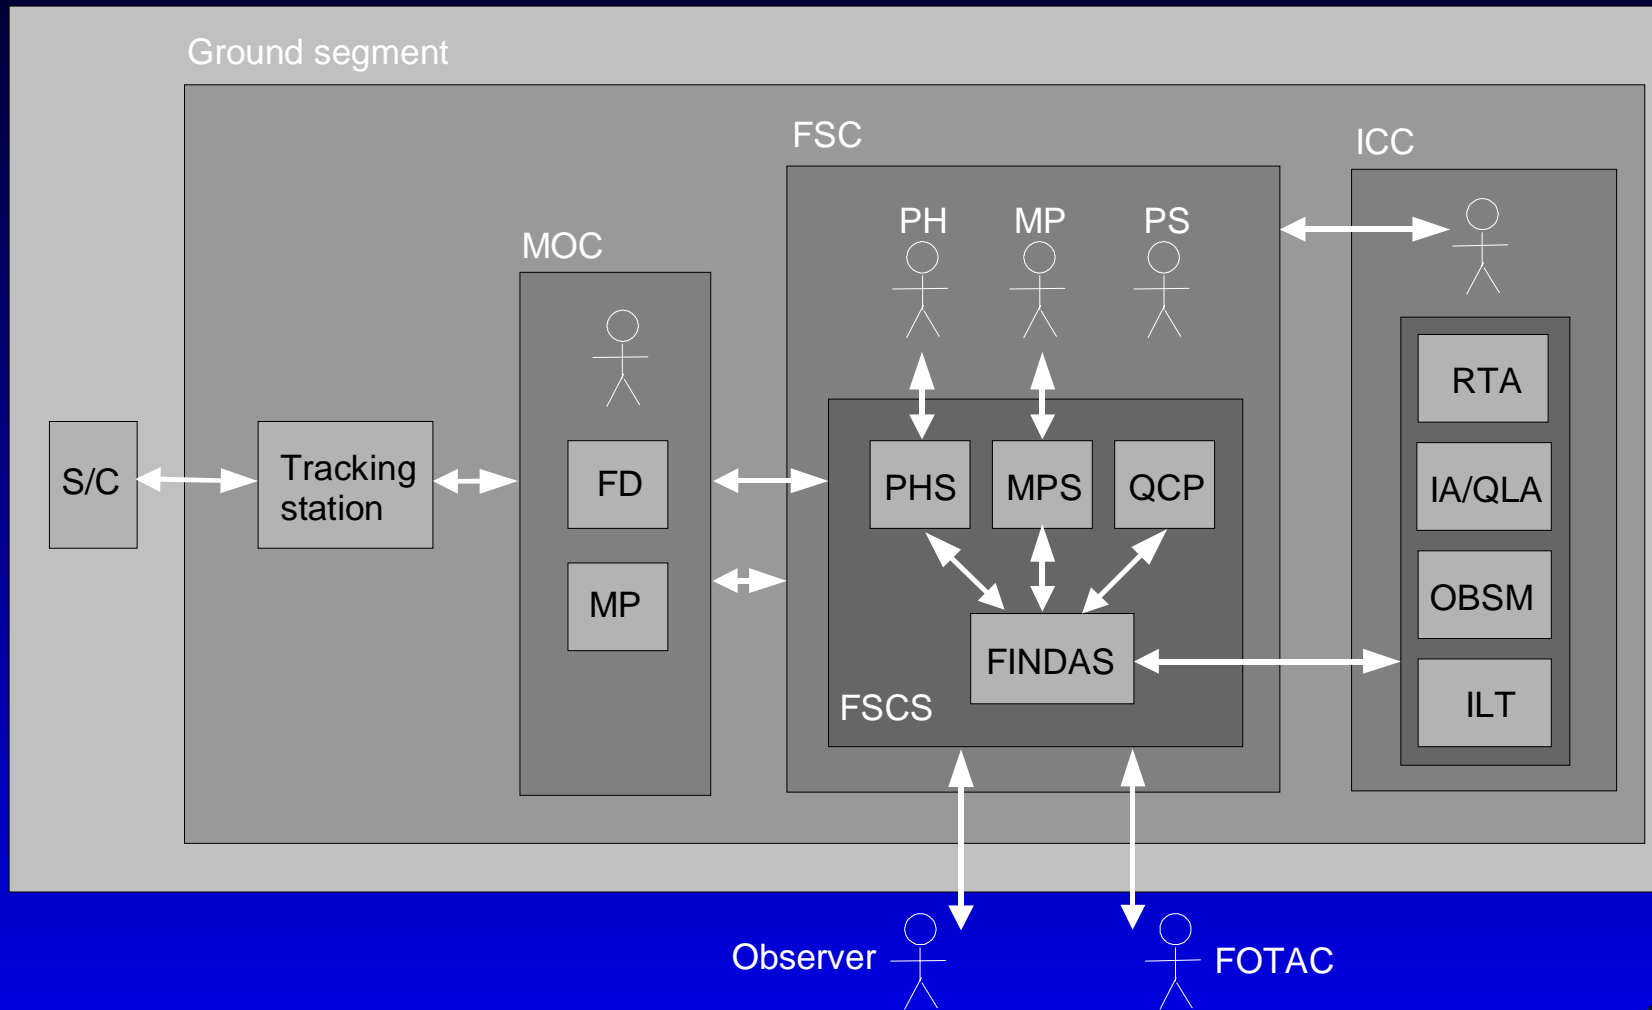 Ground segment
FSC
ICC
PH
MP
PS
MOC
RTA
S/C
Tracking
station
FD
PHS
MPS
QCP
IA/QLA
MP
OBSM
FINDAS
FSCS
ILT
Observer
FOTAC